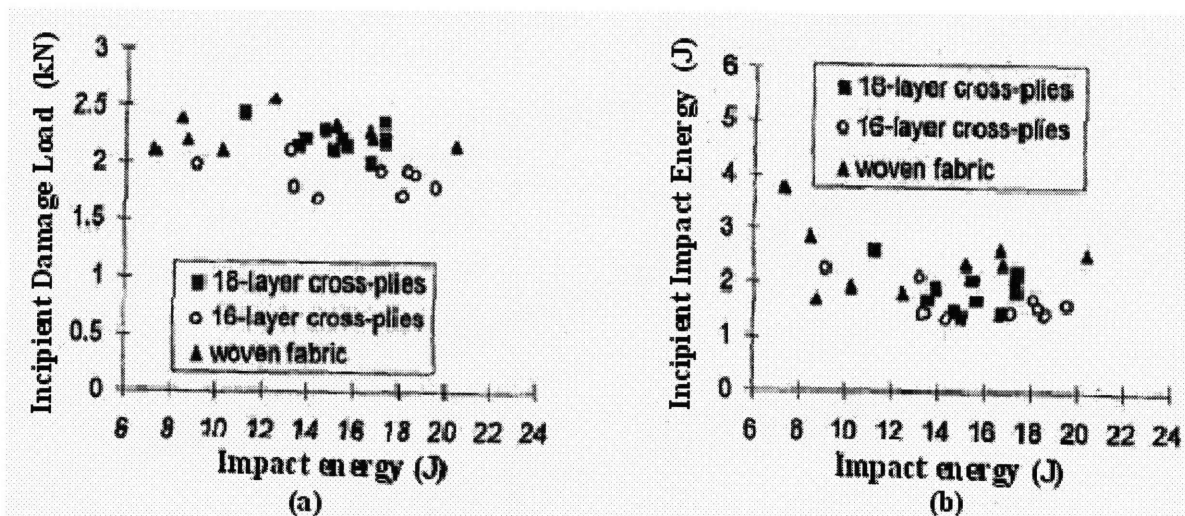 Incipient Damage Load (kN)
3
2.5
2
1.5
1
0.5
0
18-layer cross-plies
16-layer cross-plies
woven fabric
6 8 10 12 14 16 18 20 22 24
Impact energy (J)
(a)
Incipient Impact Energy (J)
6
5
4
3
2
1
0
18-layer cross-plies
16-layer cross-plies
woven fabric
6 8 10 12 14 16 18 20 22 24
Impact energy (J)
(b)